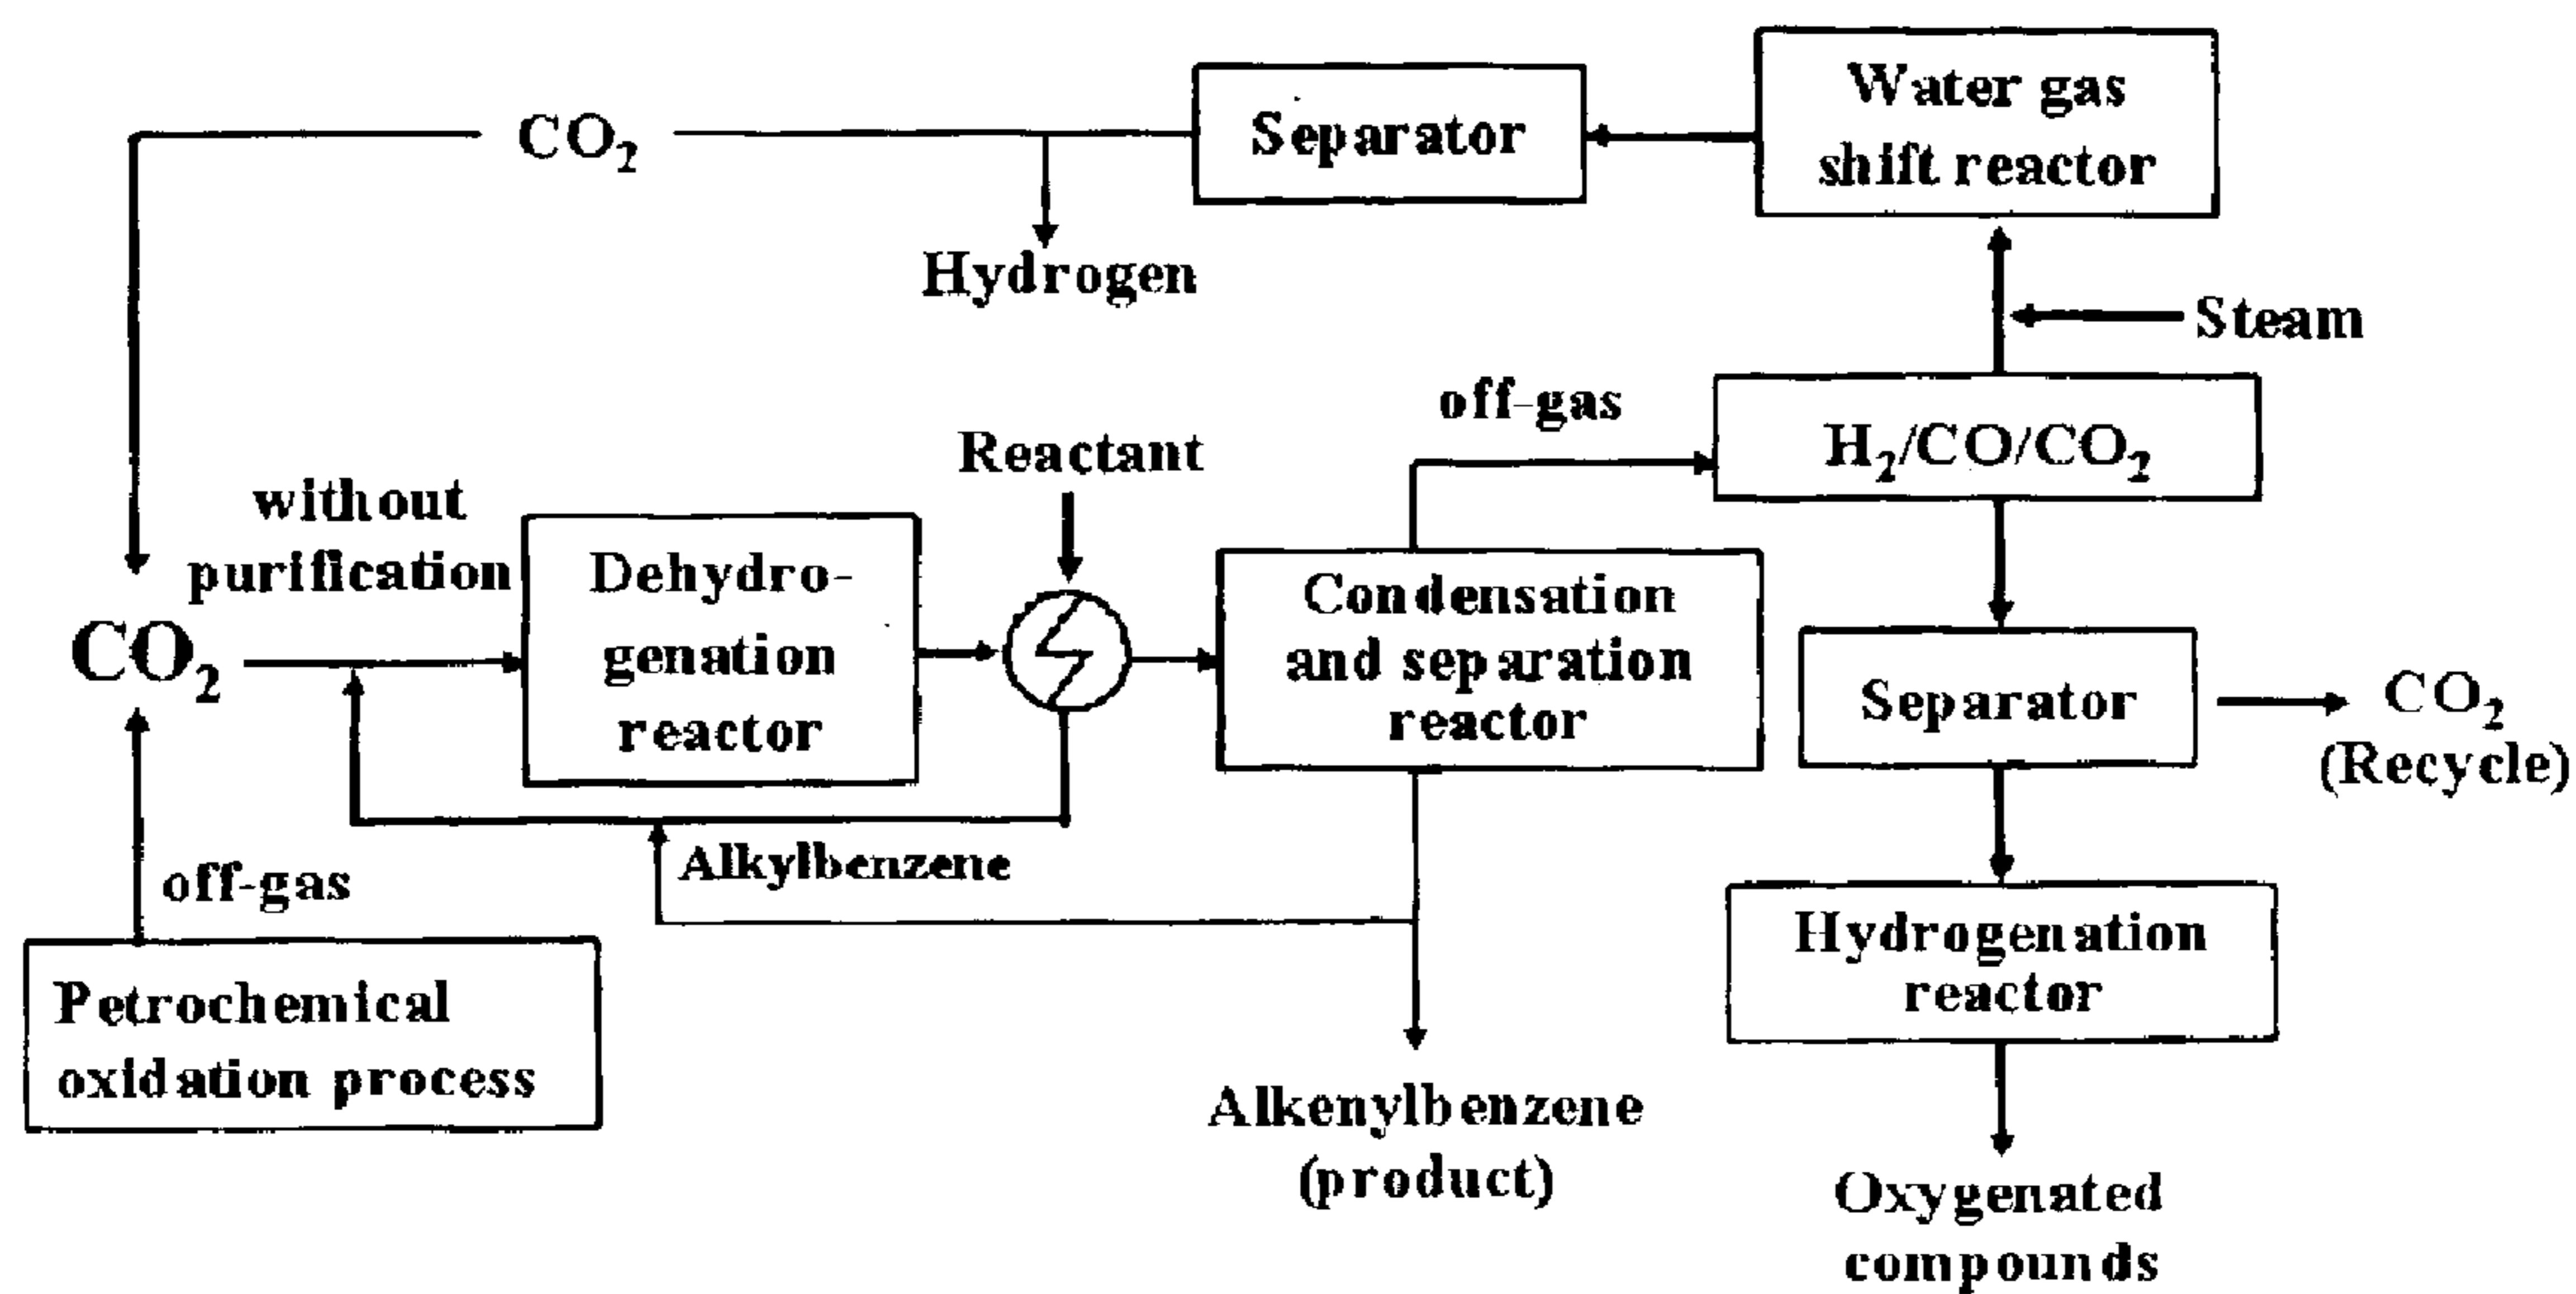 Water gas
shift reactor
Separator
CO₂
Hydrogen
Steam
off-gas
H₂/CO/CO₂
Reactant
without
purification
CO₂
Dehydro-
genation
reactor
Condensation
and separation
reactor
Separator
CO₂
(Recycle)
Alkylbenzene
off-gas
Petrochemical
oxidation process
Hydrogenation
reactor
Alkenylbenzene
(product)
Oxygenated
compounds